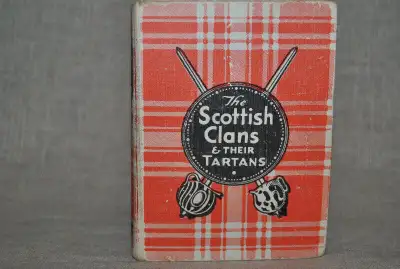 The
Scottish
Clans
& THEIR
TARTANS